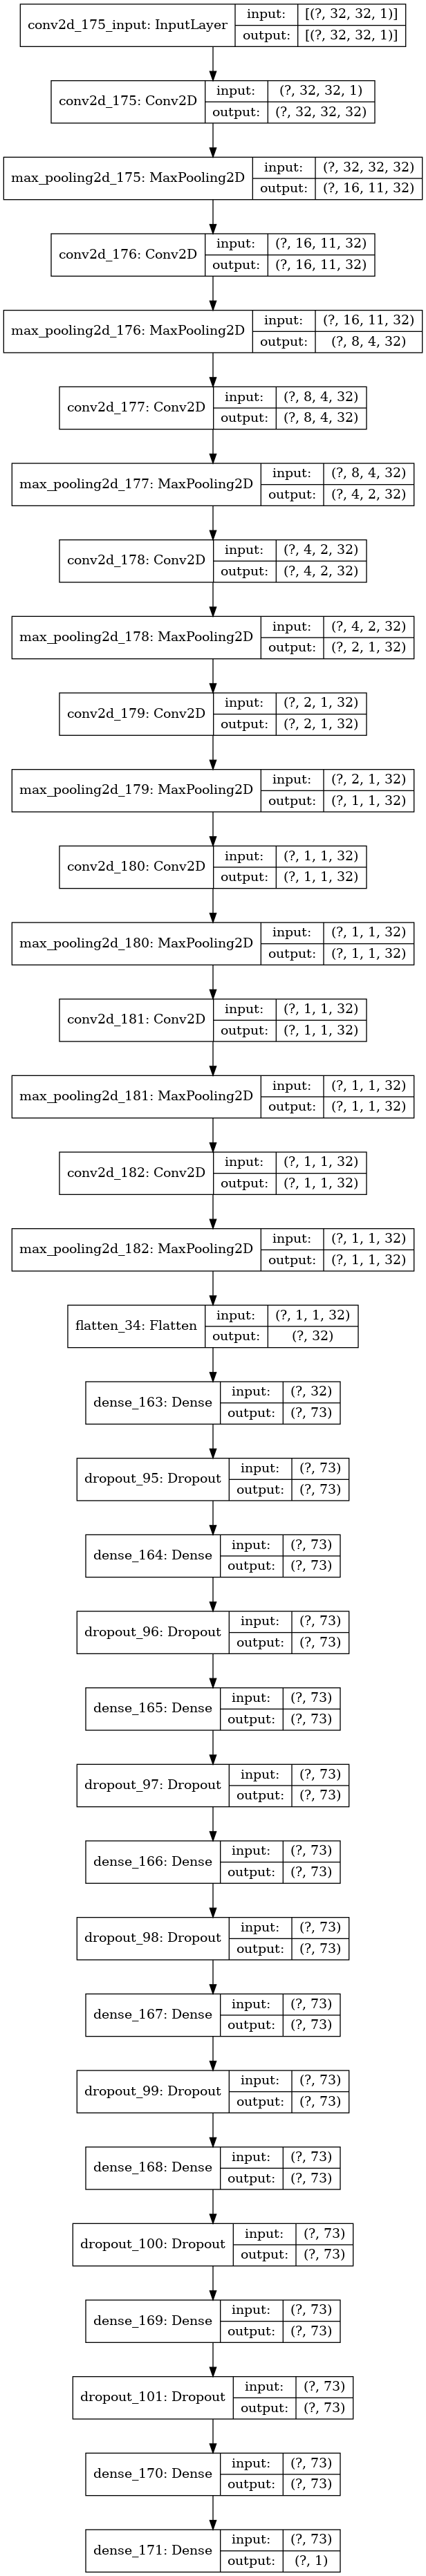 conv2d_175_input: InputLayer
input: [(?, 32, 32, 1)]
output: [(?, 32, 32, 1)]
conv2d_175: Conv2D
input: (?, 32, 32, 1)
output: (?, 32, 32, 32)
max_pooling2d_175: MaxPooling2D
input: (?, 32, 32, 32)
output: (?, 16, 11, 32)
conv2d_176: Conv2D
input: (?, 16, 11, 32)
output: (?, 16, 11, 32)
max_pooling2d_176: MaxPooling2D
input: (?, 16, 11, 32)
output: (?, 8, 4, 32)
conv2d_177: Conv2D
input: (?, 8, 4, 32)
output: (?, 8, 4, 32)
max_pooling2d_177: MaxPooling2D
input: (?, 8, 4, 32)
output: (?, 4, 2, 32)
conv2d_178: Conv2D
input: (?, 4, 2, 32)
output: (?, 4, 2, 32)
max_pooling2d_178: MaxPooling2D
input: (?, 4, 2, 32)
output: (?, 2, 1, 32)
conv2d_179: Conv2D
input: (?, 2, 1, 32)
output: (?, 2, 1, 32)
max_pooling2d_179: MaxPooling2D
input: (?, 2, 1, 32)
output: (?, 1, 1, 32)
conv2d_180: Conv2D
input: (?, 1, 1, 32)
output: (?, 1, 1, 32)
max_pooling2d_180: MaxPooling2D
input: (?, 1, 1, 32)
output: (?, 1, 1, 32)
conv2d_181: Conv2D
input: (?, 1, 1, 32)
output: (?, 1, 1, 32)
max_pooling2d_181: MaxPooling2D
input: (?, 1, 1, 32)
output: (?, 1, 1, 32)
conv2d_182: Conv2D
input: (?, 1, 1, 32)
output: (?, 1, 1, 32)
max_pooling2d_182: MaxPooling2D
input: (?, 1, 1, 32)
output: (?, 1, 1, 32)
flatten_34: Flatten
input: (?, 1, 1, 32)
output: (?, 32)
dense_163: Dense
input: (?, 32)
output: (?, 73)
dropout_95: Dropout
input: (?, 73)
output: (?, 73)
dense_164: Dense
input: (?, 73)
output: (?, 73)
dropout_96: Dropout
input: (?, 73)
output: (?, 73)
dense_165: Dense
input: (?, 73)
output: (?, 73)
dropout_97: Dropout
input: (?, 73)
output: (?, 73)
dense_166: Dense
input: (?, 73)
output: (?, 73)
dropout_98: Dropout
input: (?, 73)
output: (?, 73)
dense_167: Dense
input: (?, 73)
output: (?, 73)
dropout_99: Dropout
input: (?, 73)
output: (?, 73)
dense_168: Dense
input: (?, 73)
output: (?, 73)
dropout_100: Dropout
input: (?, 73)
output: (?, 73)
dense_169: Dense
input: (?, 73)
output: (?, 73)
dropout_101: Dropout
input: (?, 73)
output: (?, 73)
dense_170: Dense
input: (?, 73)
output: (?, 73)
dense_171: Dense
input: (?, 73)
output: (?, 1)